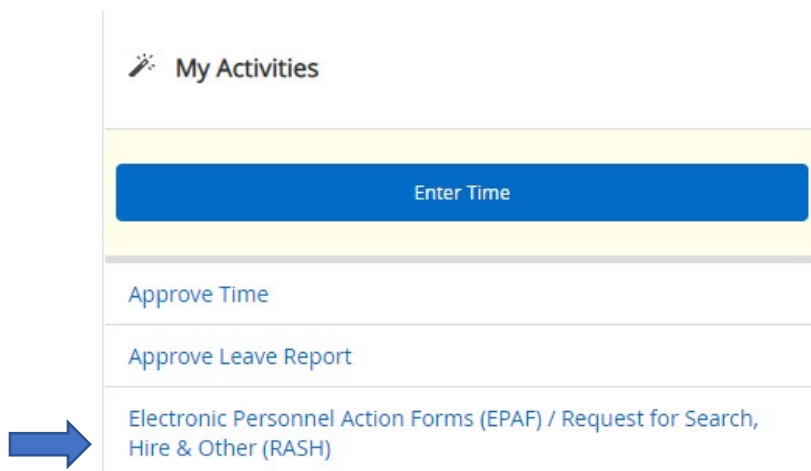 My Activities
Enter Time
Approve Time
Approve Leave Report
Electronic Personnel Action Forms (EPAF) / Request for Search,
Hire & Other (RASH)